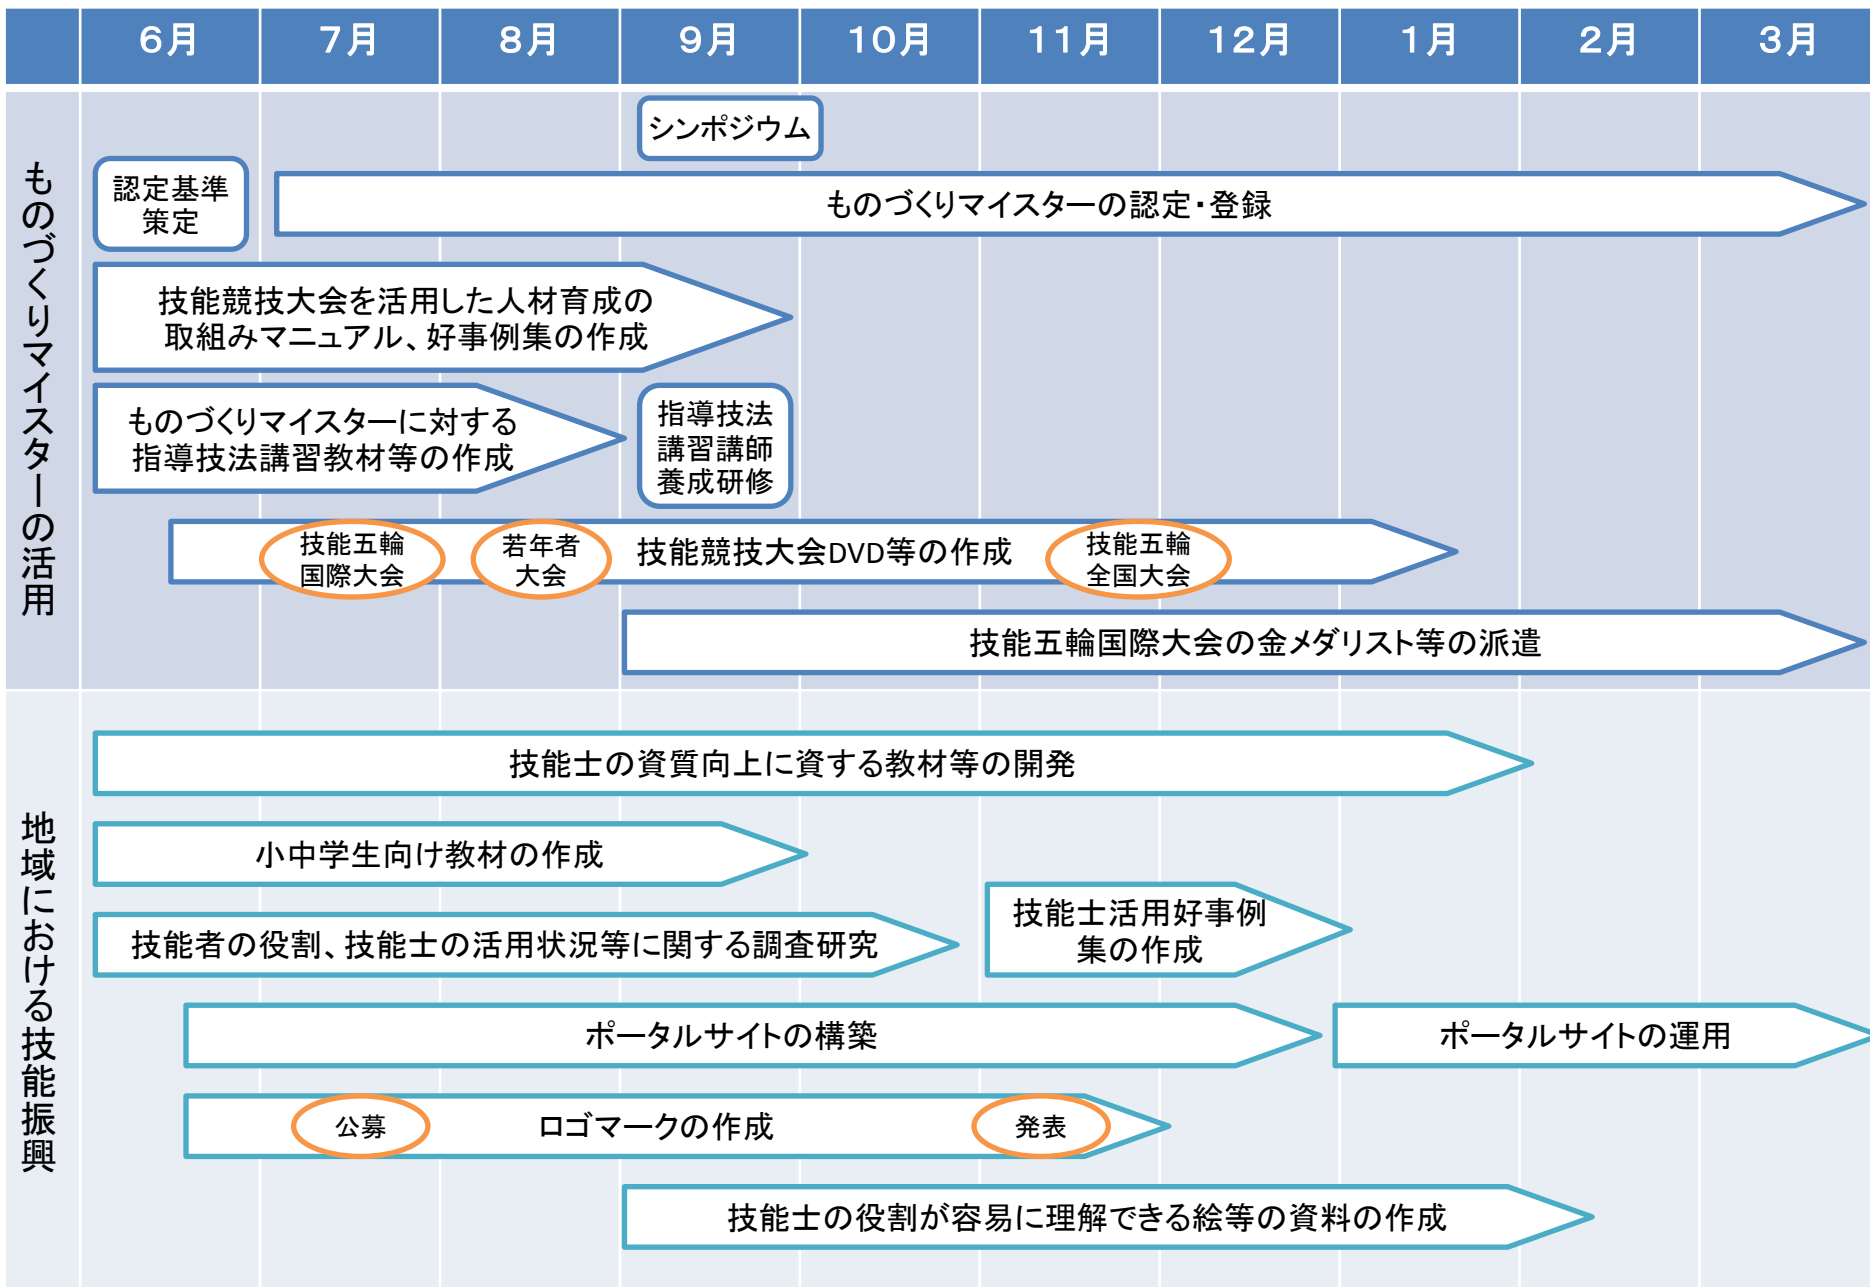 6月 7月 8月 9月 10月 11月 12月 1月 2月 3月
ものづくりマイスターの活用
シンポジウム
認定基準
策定
ものづくりマイスターの認定・登録
技能競技大会を活用した人材育成の
取組みマニュアル、好事例集の作成
ものづくりマイスターに対する
指導技法講習教材等の作成
指導技法
講習講師
養成研修
技能五輪
国際大会
若年者
大会
技能競技大会DVD等の作成
技能五輪
全国大会
技能五輪国際大会の金メダリスト等の派遣
地域における技能振興
技能士の資質向上に資する教材等の開発
小中学生向け教材の作成
技能者の役割、技能士の活用状況等に関する調査研究
技能士活用好事例
集の作成
ポータルサイトの構築
ポータルサイトの運用
公募
ロゴマークの作成
発表
技能士の役割が容易に理解できる絵等の資料の作成